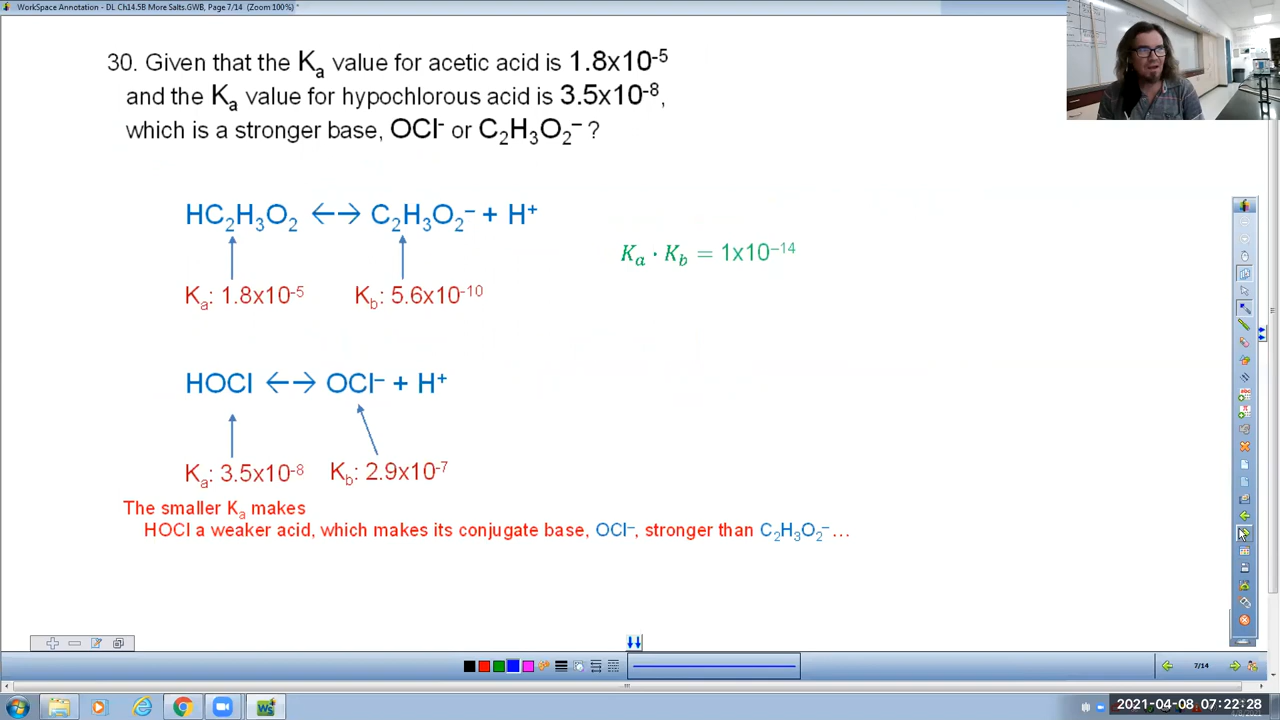 WorkSpace Annotation - DL Ch14.5B More Salts.GWB, Page 7/14 (Zoom 100%) *
30. Given that the Kₐ value for acetic acid is 1.8x10⁻⁵
and the Kₐ value for hypochlorous acid is 3.5x10⁻⁸,
which is a stronger base, OCl⁻ or C₂H₃O₂⁻ ?
HC₂H₃O₂ ←→ C₂H₃O₂⁻ + H⁺
Kₐ · K_b = 1x10⁻¹⁴
Kₐ: 1.8x10⁻⁵ K_b: 5.6x10⁻¹⁰
HOCl ←→ OCl⁻ + H⁺
Kₐ: 3.5x10⁻⁸ K_b: 2.9x10⁻⁷
The smaller Kₐ makes
HOCl a weaker acid, which makes its conjugate base, OCl⁻, stronger than C₂H₃O₂⁻…
7/14
2021-04-08 07:22:28